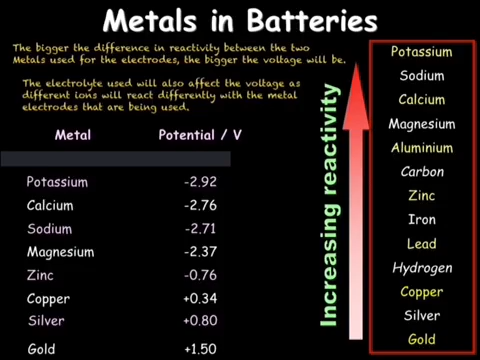 Metals in Batteries
The bigger the difference in reactivity between the two
Metals used for the electrodes, the bigger the voltage will be.
The electrolyte used will also affect the voltage as
different ions will react differently with the metal
electrodes that are being used.
Metal Potential / V
Potassium -2.92
Calcium -2.76
Sodium -2.71
Magnesium -2.37
Zinc -0.76
Copper +0.34
Silver +0.80
Gold +1.50
Increasing reactivity
Potassium
Sodium
Calcium
Magnesium
Aluminium
Carbon
Zinc
Iron
Lead
Hydrogen
Copper
Silver
Gold